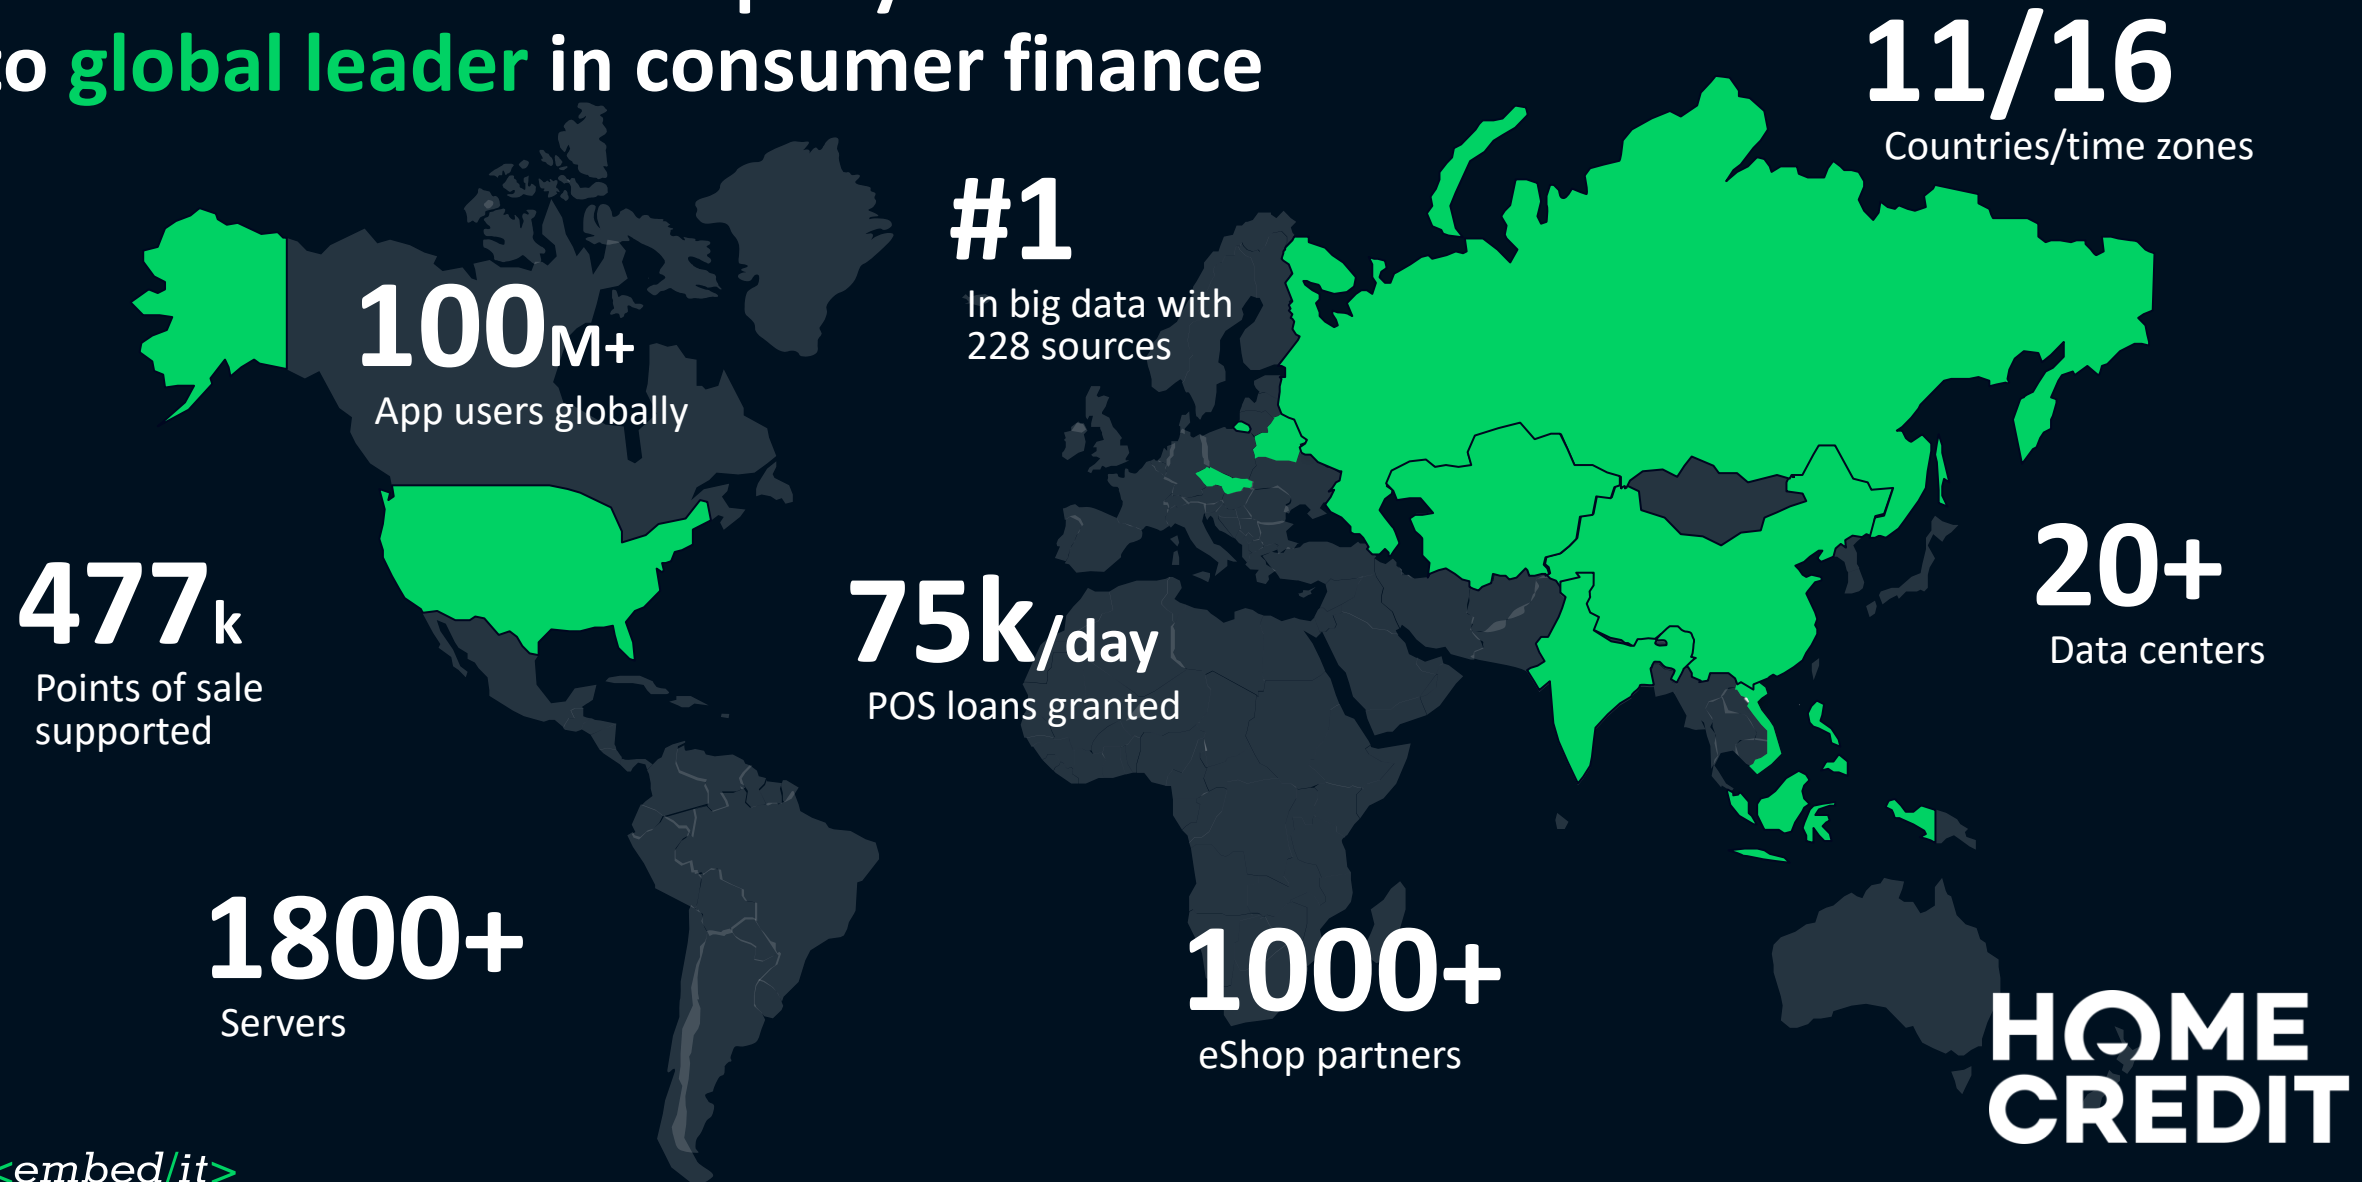 to global leader in consumer finance
11/16
Countries/time zones
#1
In big data with
228 sources
100M+
App users globally
477k
Points of sale
supported
75k/day
POS loans granted
20+
Data centers
1800+
Servers
1000+
eShop partners
HOME
CREDIT
<embed/it>